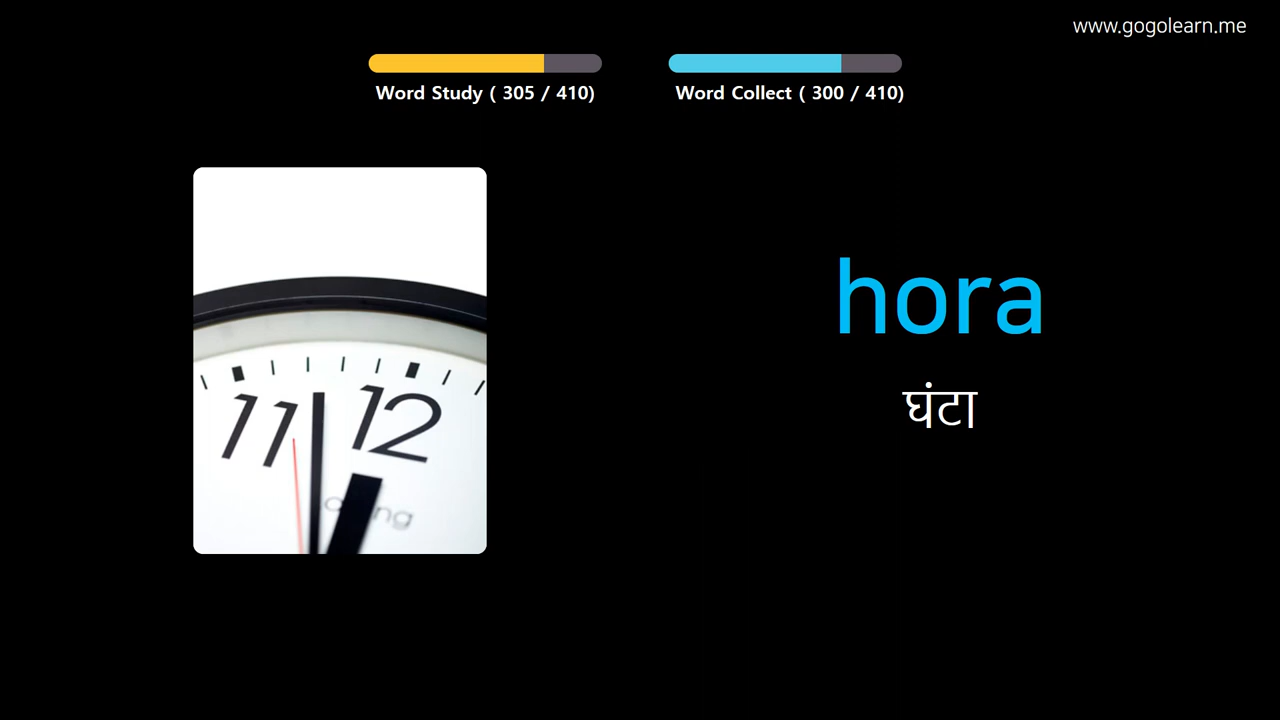 www.gogolearn.me
Word Study ( 305 / 410)
Word Collect ( 300 / 410)
hora
घंटा
11
12